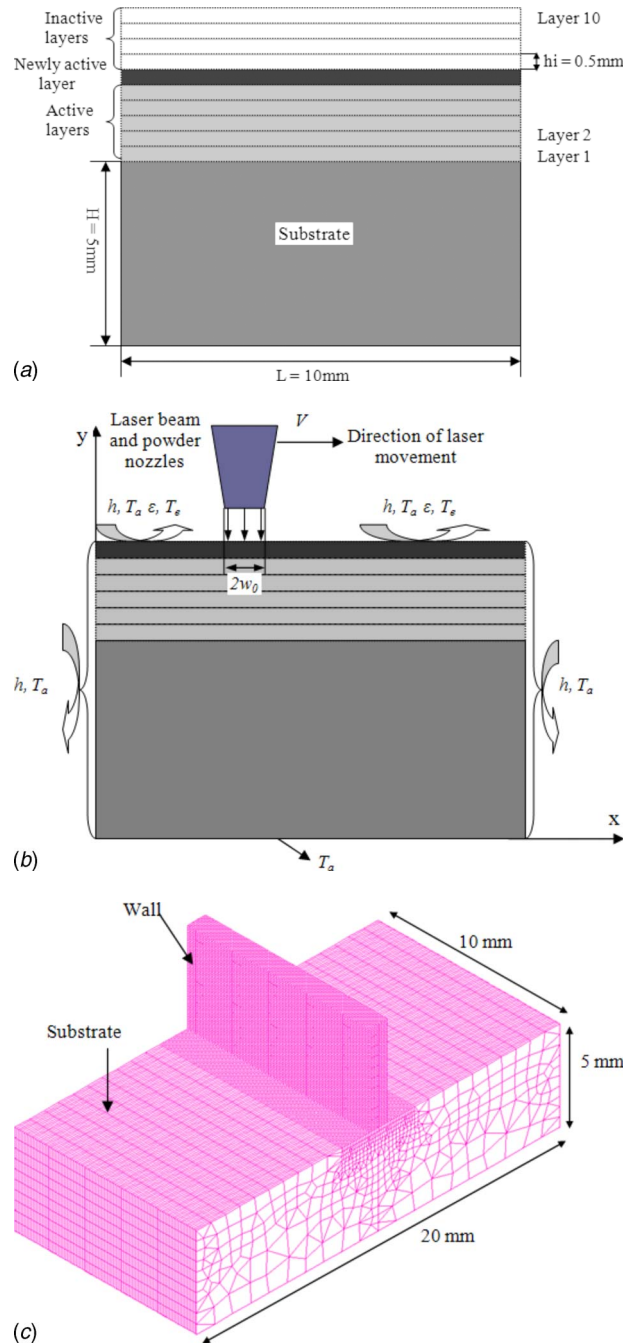 Inactive
layers
Layer 10
hi = 0.5mm
Newly active
layer
Active
layers
Layer 2
Layer 1
H = 5mm
Substrate
L = 10mm
(a)
Laser beam
and powder
nozzles
V
Direction of laser
movement
y
h, Ta ε, Te
h, Ta ε, Te
2w0
h, Ta
h, Ta
x
Ta
(b)
Wall
10 mm
Substrate
5 mm
20 mm
(c)